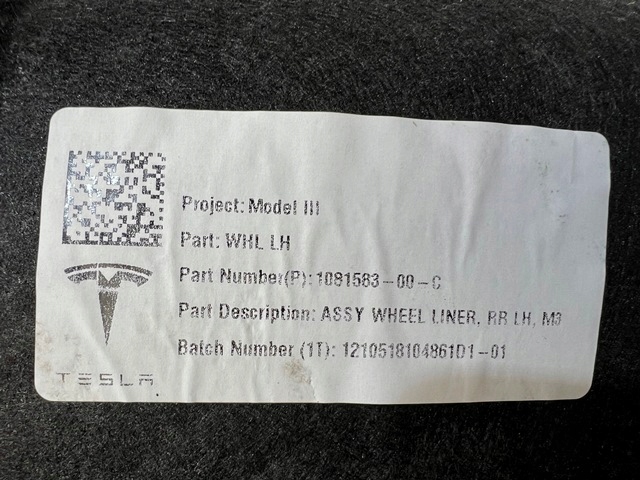 Project: Model III
Part: WHL LH
Part Number(P): 1081583-00-C
Part Description: ASSY WHEEL LINER, RR LH, M3
Batch Number (1T): 1210518104861D1-01
TESLA